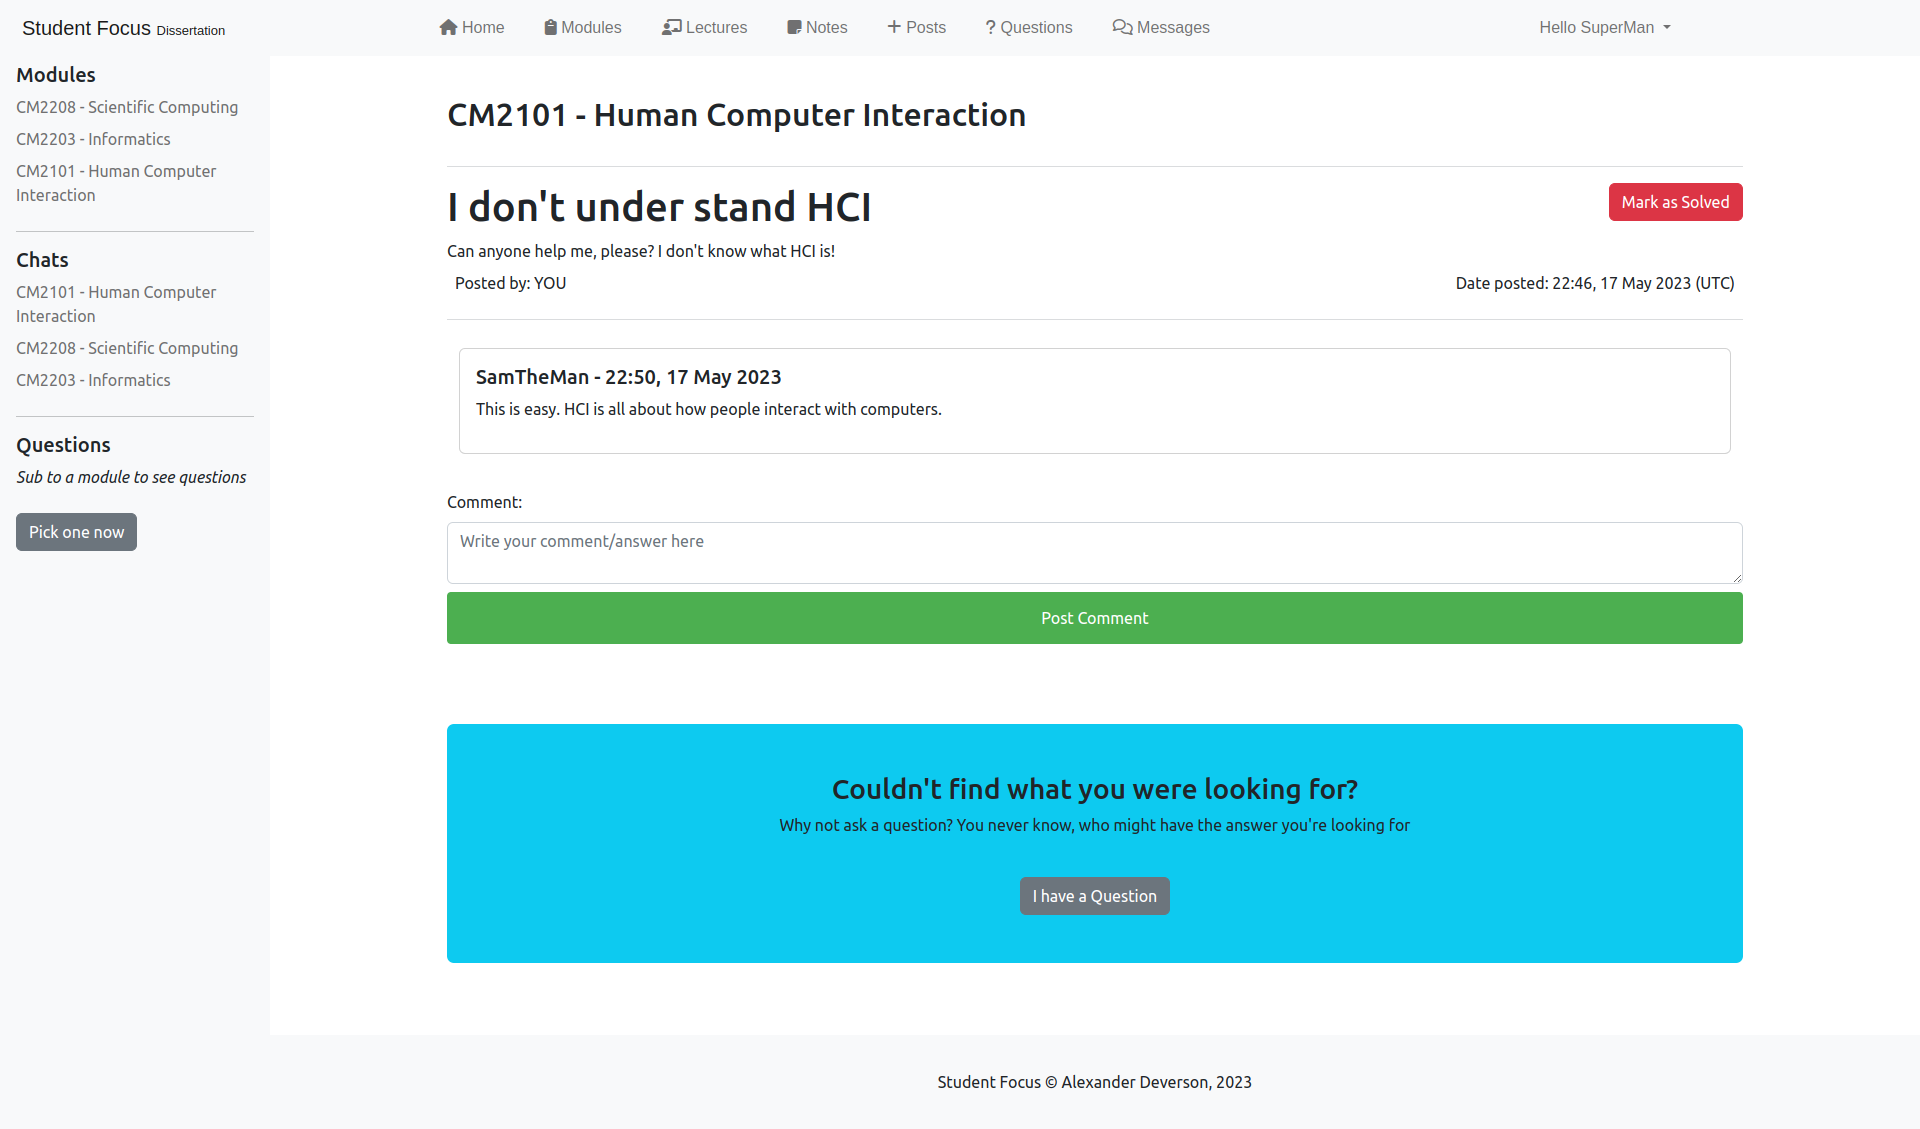 Student Focus Dissertation
Home Modules Lectures Notes Posts Questions Messages
Hello SuperMan
Modules
CM2208 - Scientific Computing
CM2203 - Informatics
CM2101 - Human Computer
Interaction
Chats
CM2101 - Human Computer
Interaction
CM2208 - Scientific Computing
CM2203 - Informatics
Questions
Sub to a module to see questions
Pick one now
CM2101 - Human Computer Interaction
I don't under stand HCI
Mark as Solved
Can anyone help me, please? I don't know what HCI is!
Posted by: YOU
Date posted: 22:46, 17 May 2023 (UTC)
SamTheMan - 22:50, 17 May 2023
This is easy. HCI is all about how people interact with computers.
Comment:
Write your comment/answer here
Post Comment
Couldn't find what you were looking for?
Why not ask a question? You never know, who might have the answer you're looking for
I have a Question
Student Focus © Alexander Deverson, 2023